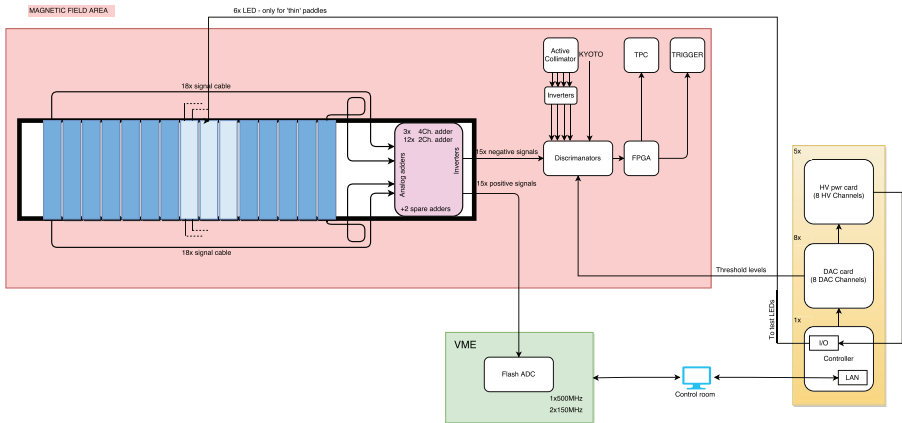 MAGNETIC FIELD AREA
6x LED - only for 'thin' paddles
18x signal cable
Active
Collimator
KYOTO
TPC
TRIGGER
Inverters
3x 4Ch. adder
12x 2Ch. adder
Analog adders
Inverters
+2 spare adders
15x negative signals
15x positive signals
Discrimanators
FPGA
18x signal cable
Threshold levels
5x
HV pwr card
(8 HV Channels)
8x
DAC card
(8 DAC Channels)
1x
I/O
Controller
LAN
To test LEDs
VME
Flash ADC
1x500MHz
2x150MHz
Control room